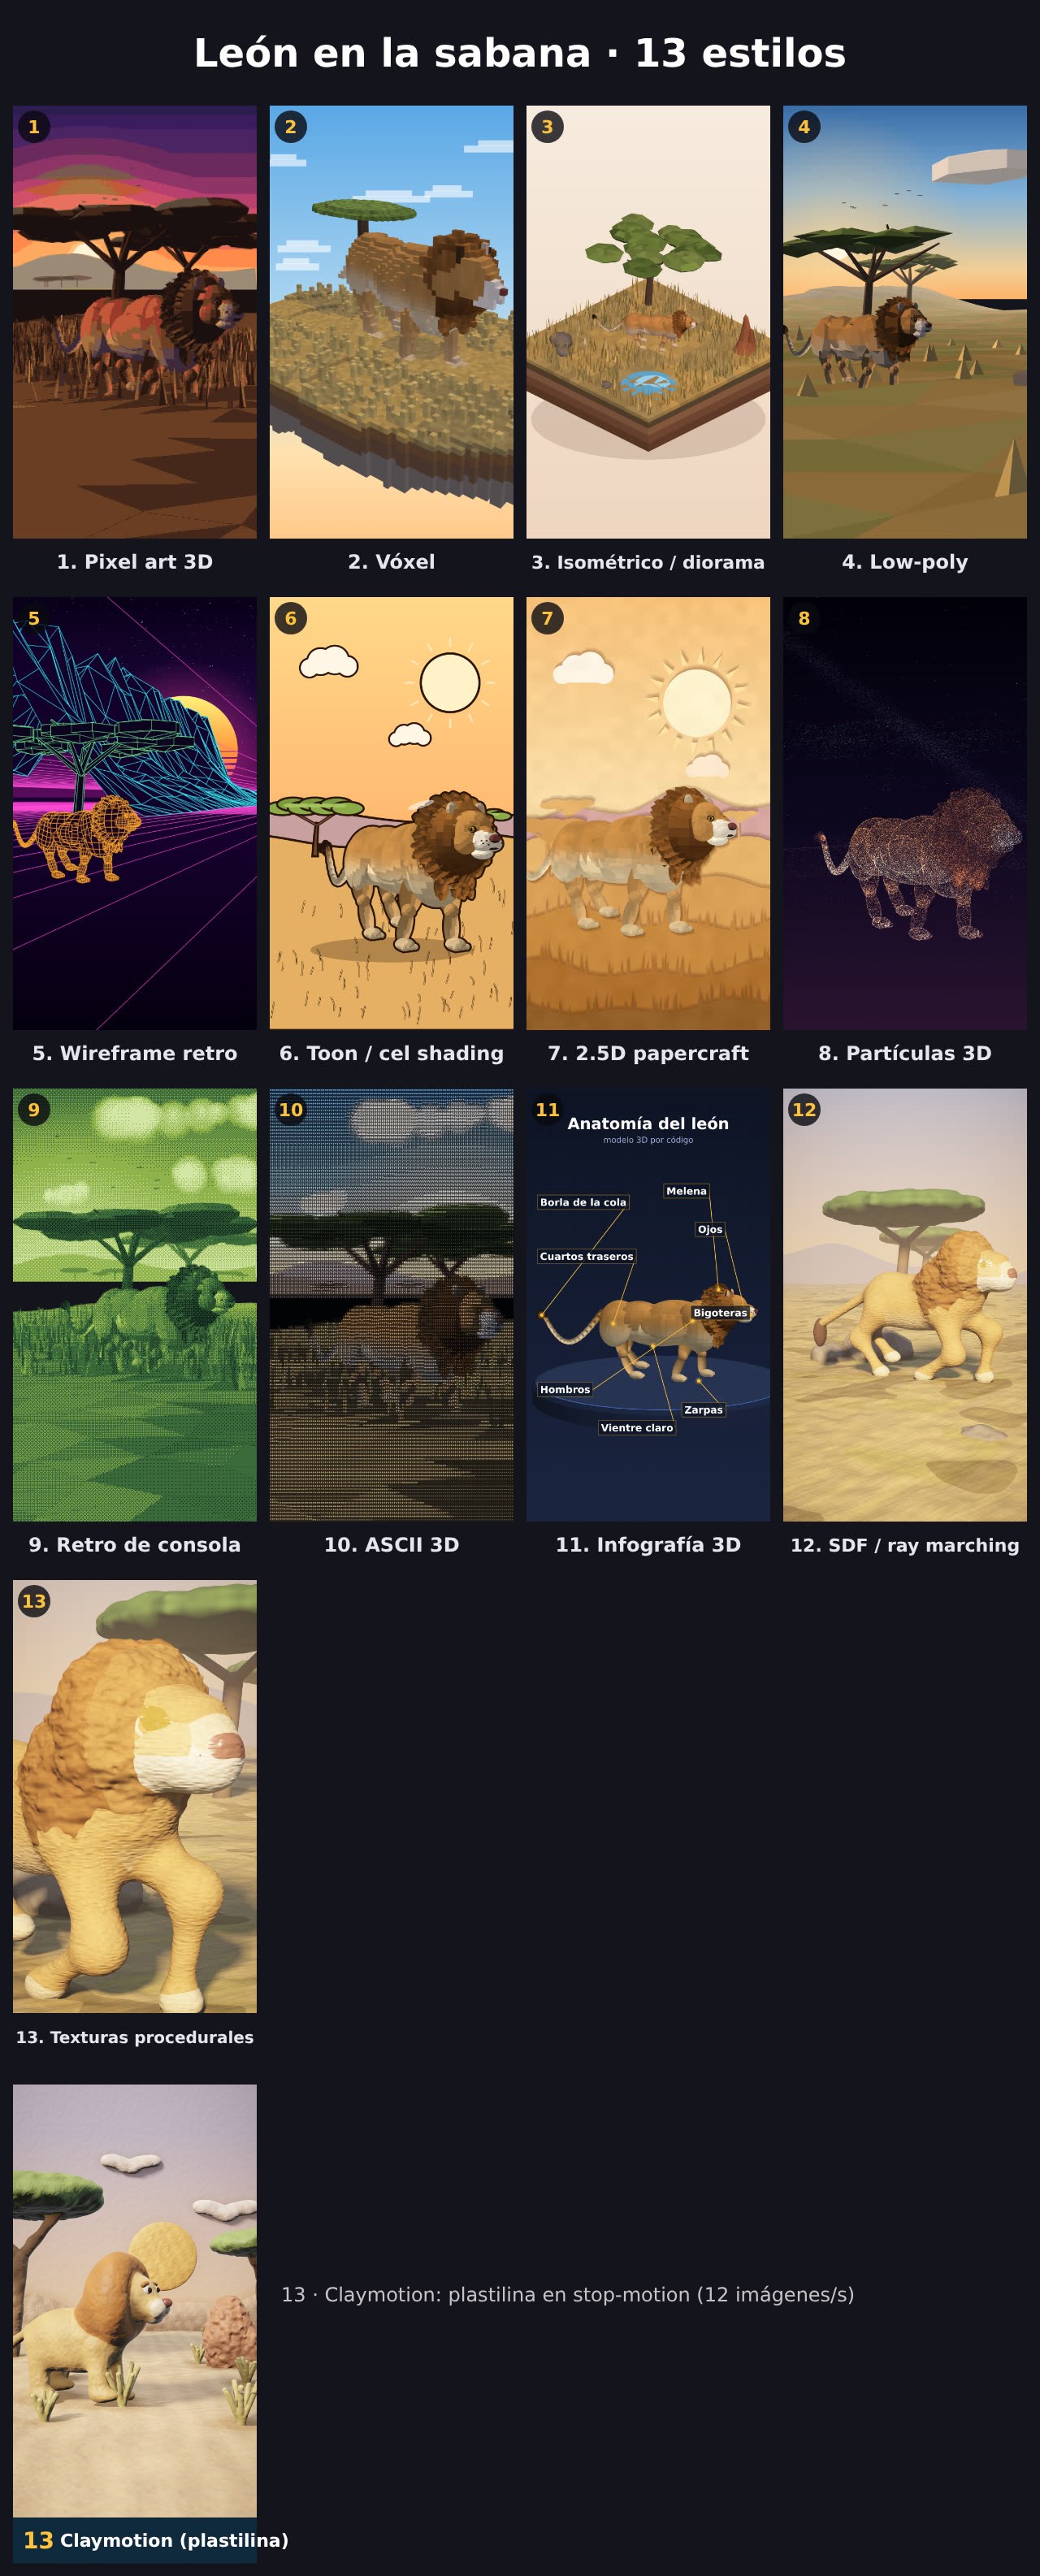 León en la sabana · 13 estilos
1
2
3
4
1. Pixel art 3D
2. Vóxel
3. Isométrico / diorama
4. Low-poly
5
6
7
8
5. Wireframe retro
6. Toon / cel shading
7. 2.5D papercraft
8. Partículas 3D
9
10
11
12
Anatomía del león
modelo 3D por código
Melena
Borla de la cola
Ojos
Cuartos traseros
Bigoteras
Hombros
Zarpas
Vientre claro
9. Retro de consola
10. ASCII 3D
11. Infografía 3D
12. SDF / ray marching
13
13. Texturas procedurales
13 · Claymotion: plastilina en stop-motion (12 imágenes/s)
13 Claymotion (plastilina)